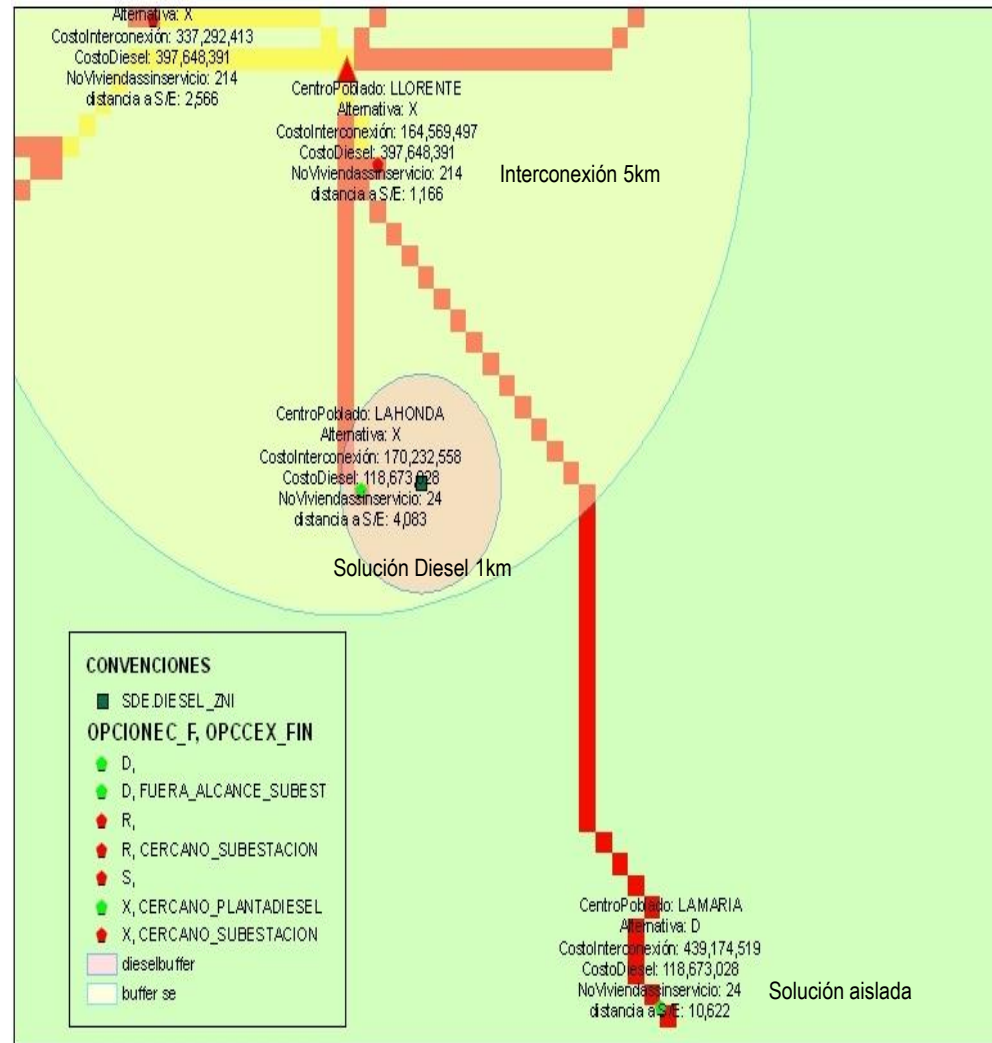 Alternativa: X
CostoInterconexión: 337,292,413
CostoDiesel: 397,648,391
NoViviendassinservicio: 214
distancia a S/E: 2,566
CentroPoblado: LLORENTE
Alternativa: X
CostoInterconexión: 164,569,497
CostoDiesel: 397,648,391
NoViviendassinservicio: 214
distancia a S/E: 1,166
Interconexión 5km
CentroPoblado: LAHONDA
Alternativa: X
CostoInterconexión: 170,232,558
CostoDiesel: 118,673,028
NoViviendassinservicio: 24
distancia a S/E: 4,083
Solución Diesel 1km
CONVENCIONES
SDE.DIESEL_ZNI
OPCIONEC_F, OPCCEX_FIN
D,
D, FUERA_ALCANCE_SUBEST
R,
R, CERCANO_SUBESTACION
S,
X, CERCANO_PLANTADIESEL
X, CERCANO_SUBESTACION
dieselbuffer
buffer se
CentroPoblado: LAMARIA
Alternativa: D
CostoInterconexión: 439,174,519
CostoDiesel: 118,673,028
NoViviendassinservicio: 24
distancia a S/E: 10,622
Solución aislada